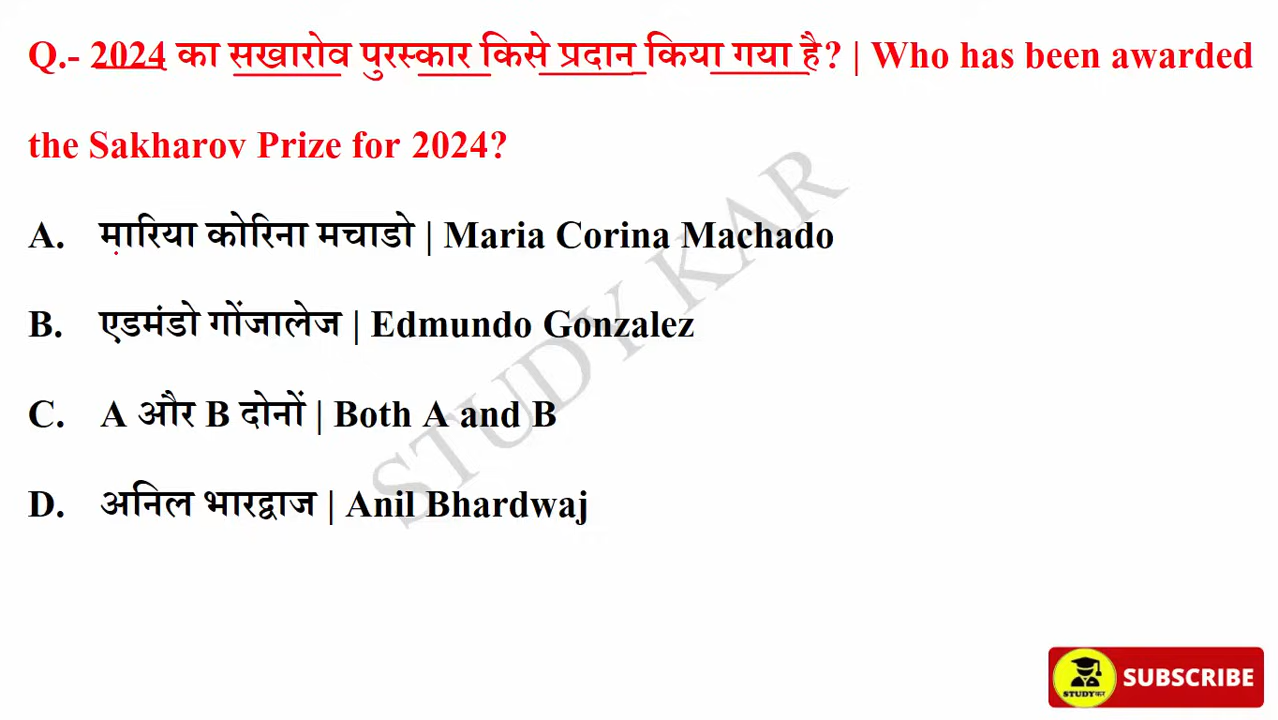 Q.- 2024 का सखारोव पुरस्कार किसे प्रदान किया गया है? | Who has been awarded
the Sakharov Prize for 2024?
A. मारिया कोरिना मचाडो | Maria Corina Machado
B. एडमंडो गोंजालेज | Edmundo Gonzalez
C. A और B दोनों | Both A and B
D. अनिल भारद्वाज | Anil Bhardwaj
STUDY KAR
STUDYकर
SUBSCRIBE